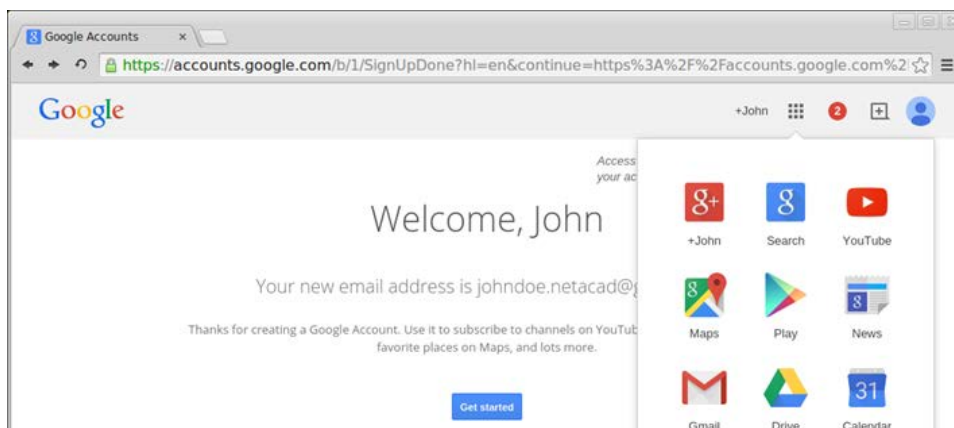 Google Accounts
https://accounts.google.com/b/1/SignUpDone?hl=en&continue=https%3A%2F%2Faccounts.google.com%2
Google
+John
2
Access
your ac
Welcome, John
Your new email address is johndoe.netacad@g
Thanks for creating a Google Account. Use it to subscribe to channels on YouTub
favorite places on Maps, and lots more.
Get started
g+
8
+John
Search
YouTube
8
8
Maps
Play
News
31
Gmail
Drive
Calendar